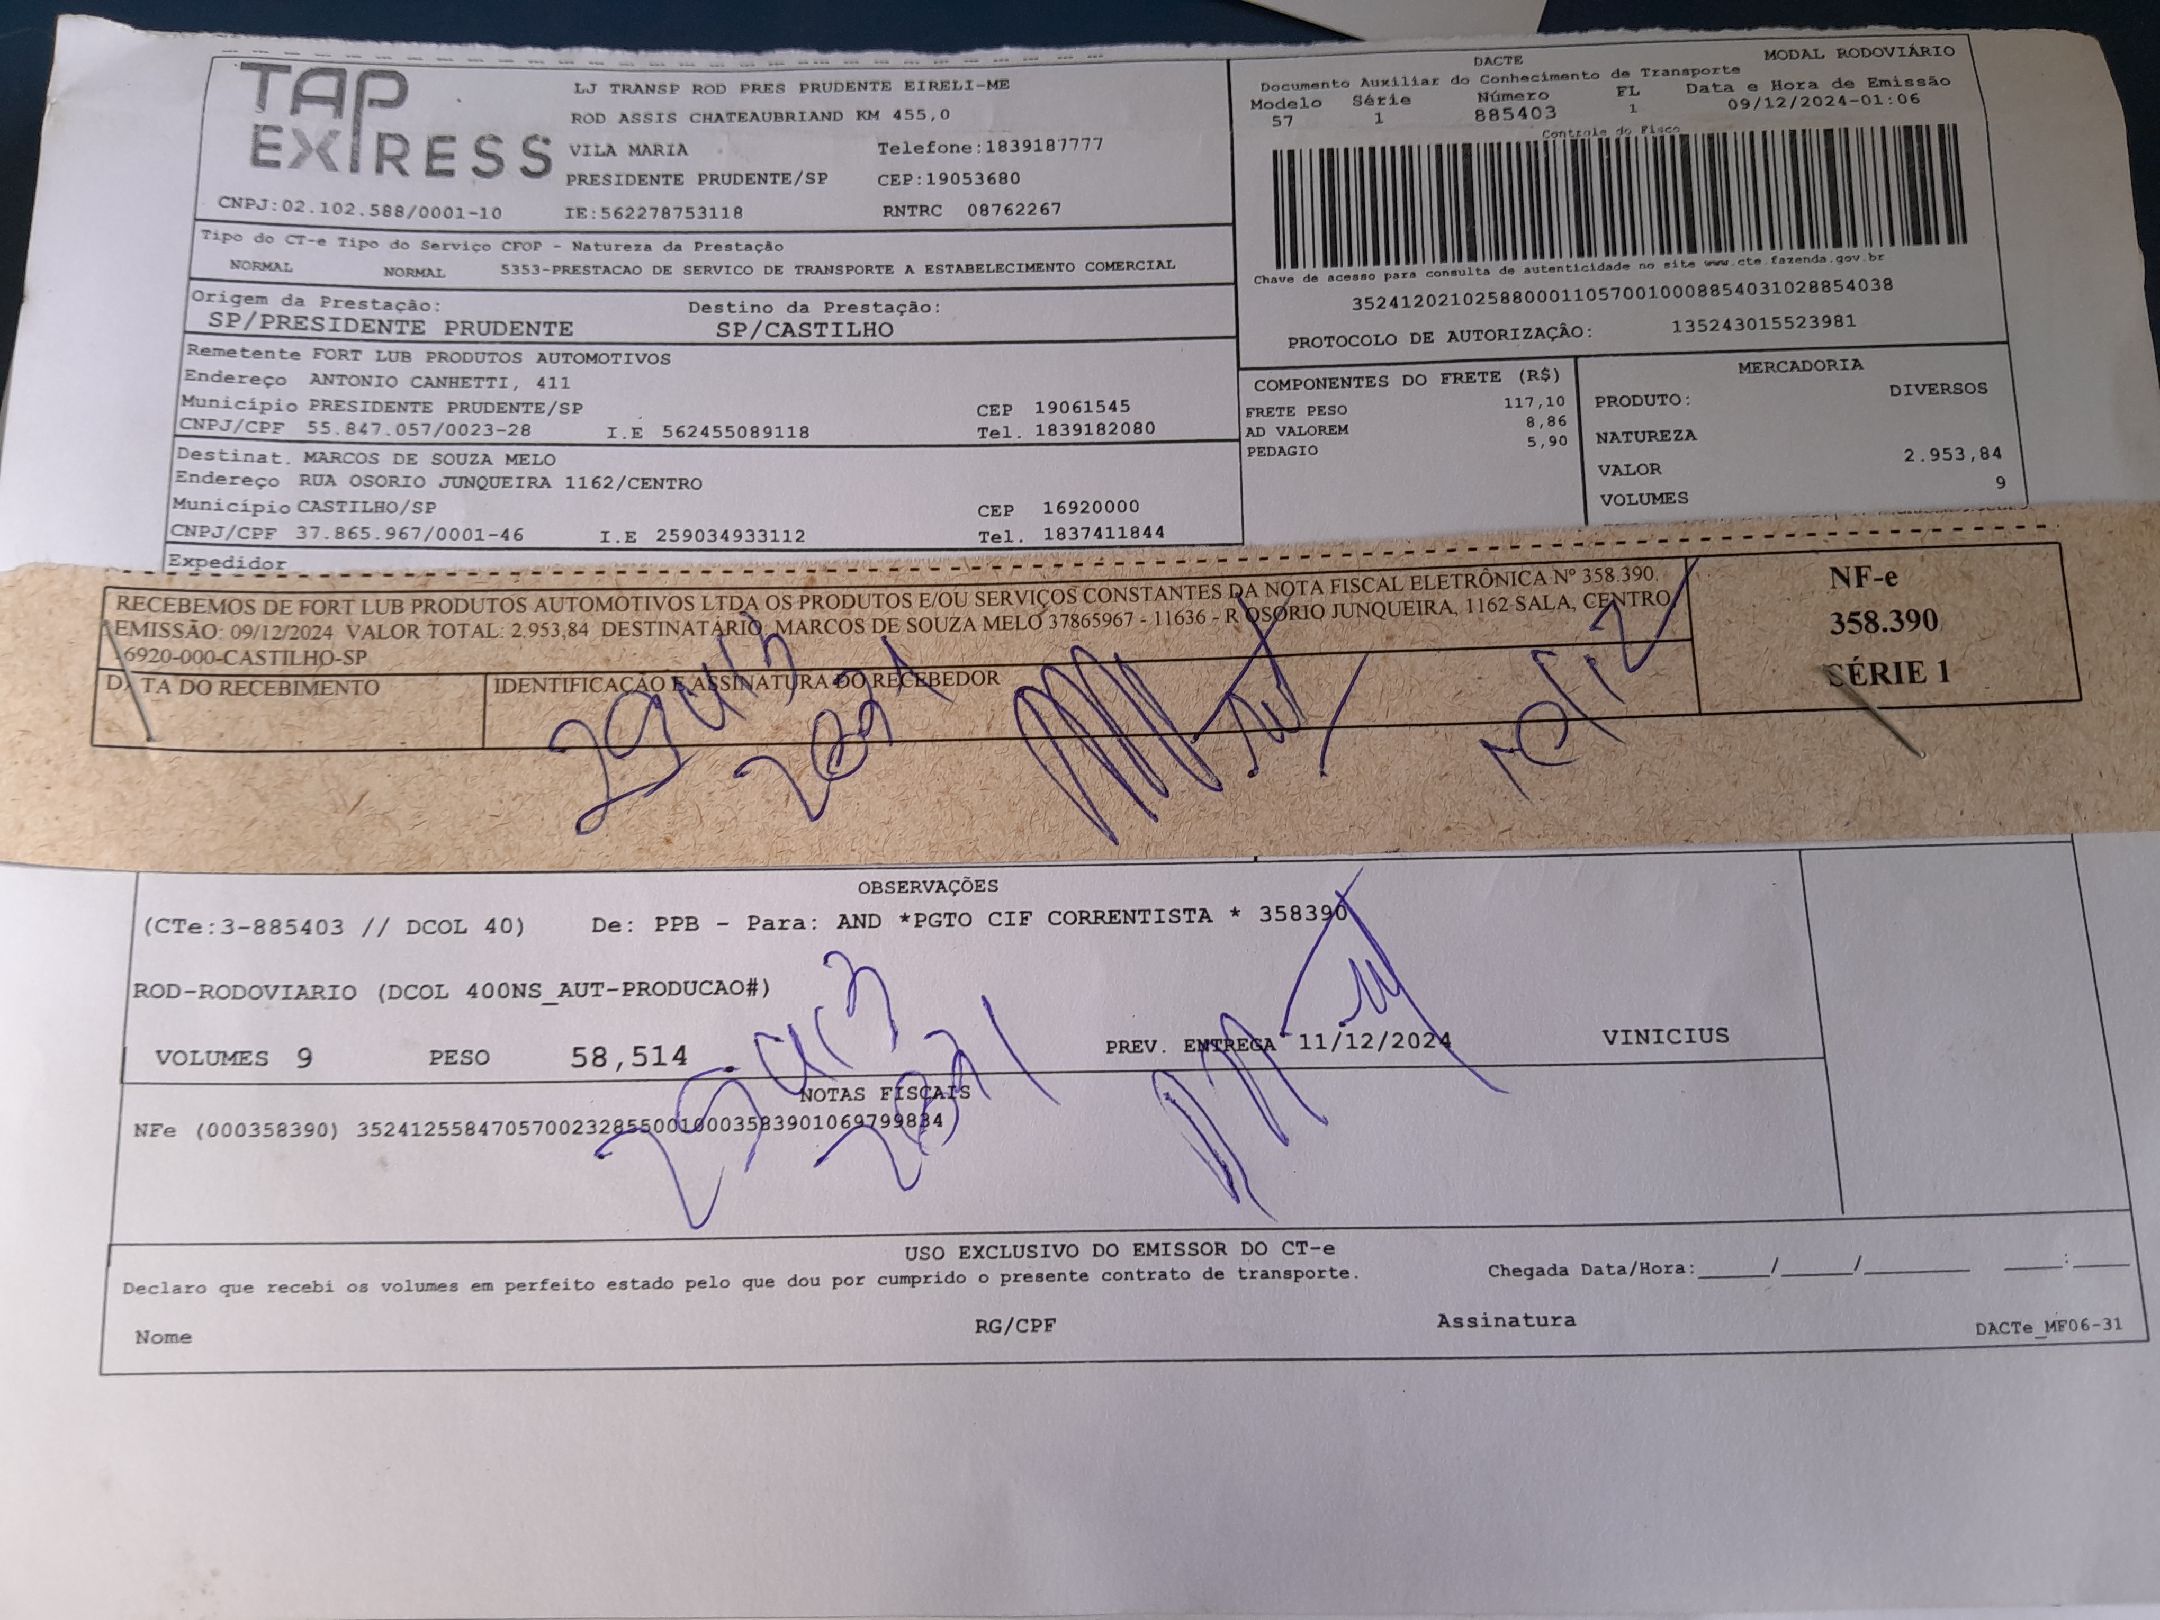 TAP
EXPRESS
LJ TRANSP ROD PRES PRUDENTE EIRELI-ME
ROD ASSIS CHATEAUBRIAND KM 455,0
VILA MARIA Telefone:1839187777
PRESIDENTE PRUDENTE/SP CEP:19053680
CNPJ:02.102.588/0001-10 IE:562278753118 RNTRC 08762267
DACTE MODAL RODOVIÁRIO
Documento Auxiliar do Conhecimento de Transporte
Modelo Série Número FL Data e Hora de Emissão
57 1 885403 1 09/12/2024-01:06
Controle do Fisco
Chave de acesso para consulta de autenticidade no site www.cte.fazenda.gov.br
35241202102588000110570010008854031028854038
PROTOCOLO DE AUTORIZAÇÂO: 135243015523981
Tipo do CT-e Tipo do Serviço CFOP - Natureza da Prestação
NORMAL NORMAL 5353-PRESTACAO DE SERVICO DE TRANSPORTE A ESTABELECIMENTO COMERCIAL
Origem da Prestação: Destino da Prestação:
SP/PRESIDENTE PRUDENTE SP/CASTILHO
Remetente FORT LUB PRODUTOS AUTOMOTIVOS
Endereço ANTONIO CANHETTI, 411
Município PRESIDENTE PRUDENTE/SP CEP 19061545
CNPJ/CPF 55.847.057/0023-28 I.E 562455089118 Tel. 1839182080
Destinat. MARCOS DE SOUZA MELO
Endereço RUA OSORIO JUNQUEIRA 1162/CENTRO
Município CASTILHO/SP CEP 16920000
CNPJ/CPF 37.865.967/0001-46 I.E 259034933112 Tel. 1837411844
Expedidor
COMPONENTES DO FRETE (R$)
FRETE PESO 117,10
AD VALOREM 8,86
PEDAGIO 5,90
MERCADORIA
PRODUTO: DIVERSOS
NATUREZA
VALOR 2.953,84
VOLUMES 9
RECEBEMOS DE FORT LUB PRODUTOS AUTOMOTIVOS LTDA OS PRODUTOS E/OU SERVIÇOS CONSTANTES DA NOTA FISCAL ELETRÔNICA Nº 358.390.
EMISSÃO: 09/12/2024 VALOR TOTAL: 2.953,84 DESTINATÁRIO: MARCOS DE SOUZA MELO 37865967 - 11636 - R OSORIO JUNQUEIRA, 1162 SALA, CENTRO
16920-000-CASTILHO-SP
DATA DO RECEBIMENTO IDENTIFICAÇÃO E ASSINATURA DO RECEBEDOR
NF-e
358.390
SÉRIE 1
10/12
OBSERVAÇÕES
(CTe:3-885403 // DCOL 40) De: PPB - Para: AND *PGTO CIF CORRENTISTA * 358390
ROD-RODOVIARIO (DCOL 400NS_AUT-PRODUCAO#)
VOLUMES 9 PESO 58,514 PREV. ENTREGA 11/12/2024 VINICIUS
NOTAS FISCAIS
NFe (000358390) 35241255847057002328550010003583901069799834
USO EXCLUSIVO DO EMISSOR DO CT-e
Declaro que recebi os volumes em perfeito estado pelo que dou por cumprido o presente contrato de transporte. Chegada Data/Hora:_____/_____/________ ____:____
Nome RG/CPF Assinatura DACTe_MF06-31